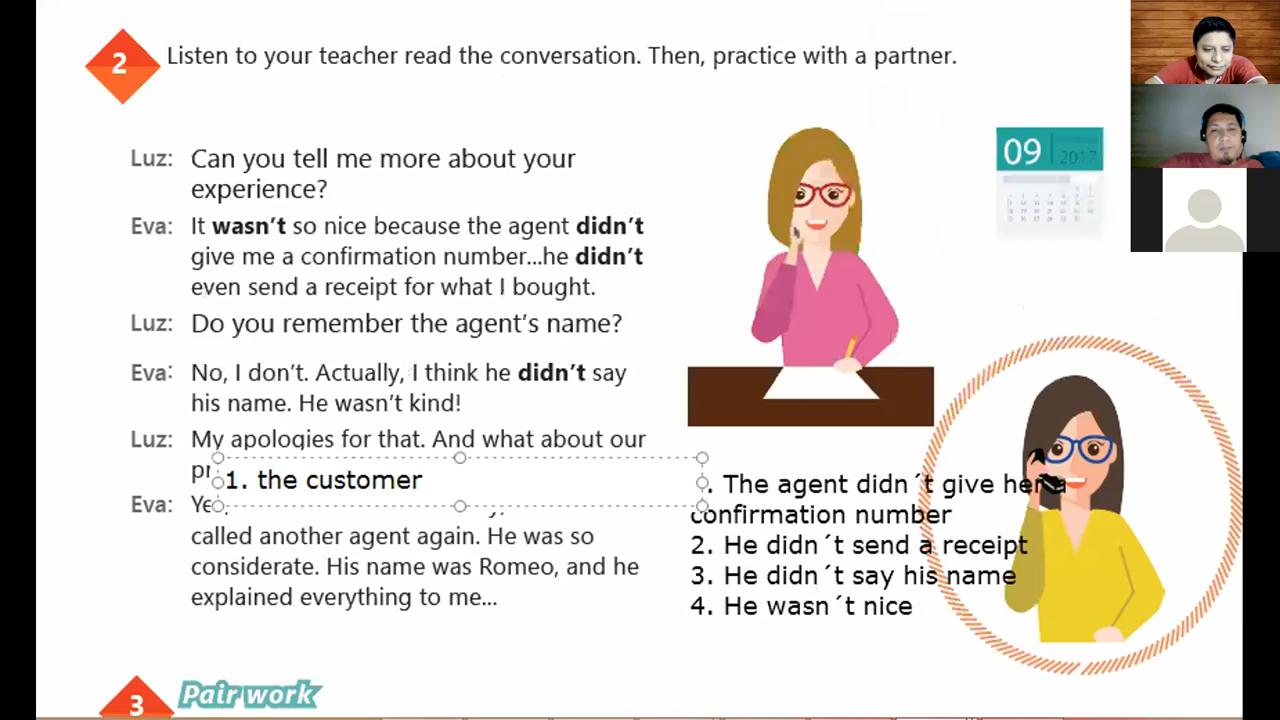 2 Listen to your teacher read the conversation. Then, practice with a partner.
Luz: Can you tell me more about your
experience?
Eva: It wasn't so nice because the agent didn't
give me a confirmation number...he didn't
even send a receipt for what I bought.
Luz: Do you remember the agent's name?
Eva: No, I don't. Actually, I think he didn't say
his name. He wasn't kind!
Luz: My apologies for that. And what about our
1. the customer
Eva:
called another agent again. He was so
considerate. His name was Romeo, and he
explained everything to me...
09 2017
. The agent didn´t give her a
confirmation number
2. He didn´t send a receipt
3. He didn´t say his name
4. He wasn´t nice
3 Pair work